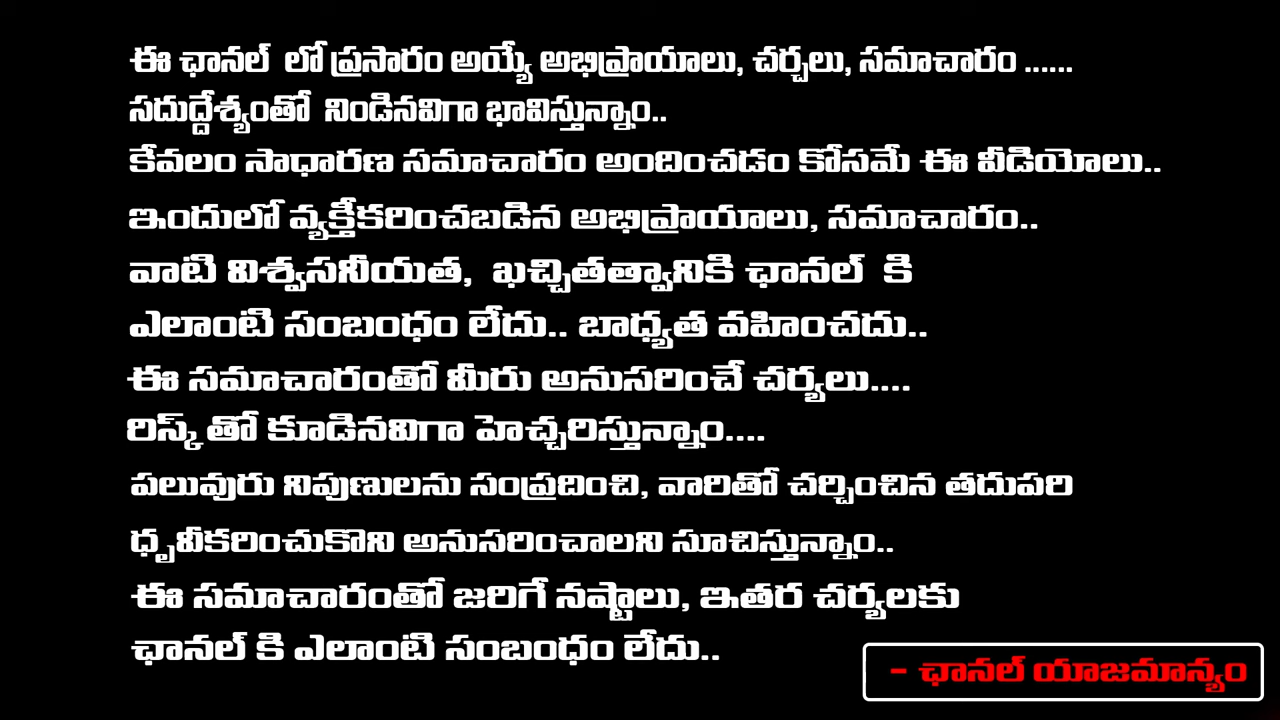 ఈ ఛానల్ లో ప్రసారం అయ్యే అభిప్రాయాలు, చర్చలు, సమాచారం ......
సదుద్దేశ్యంతో నిండినవిగా భావిస్తున్నాం..
కేవలం సాధారణ సమాచారం అందించడం కోసమే ఈ వీడియోలు..
ఇందులో వ్యక్తీకరించబడిన అభిప్రాయాలు, సమాచారం..
వాటి విశ్వసనీయత, ఖచ్చితత్వానికి ఛానల్ కి
ఎలాంటి సంబంధం లేదు.. బాధ్యత వహించదు..
ఈ సమాచారంతో మీరు అనుసరించే చర్యలు....
రిస్క్ తో కూడినవిగా హెచ్చరిస్తున్నాం....
పలువురు నిపుణులను సంప్రదించి, వారితో చర్చించిన తదుపరి
ధృవీకరించుకొని అనుసరించాలని సూచిస్తున్నాం..
ఈ సమాచారంతో జరిగే నష్టాలు, ఇతర చర్యలకు
ఛానల్ కి ఎలాంటి సంబంధం లేదు..
- ఛానల్ యాజమాన్యం